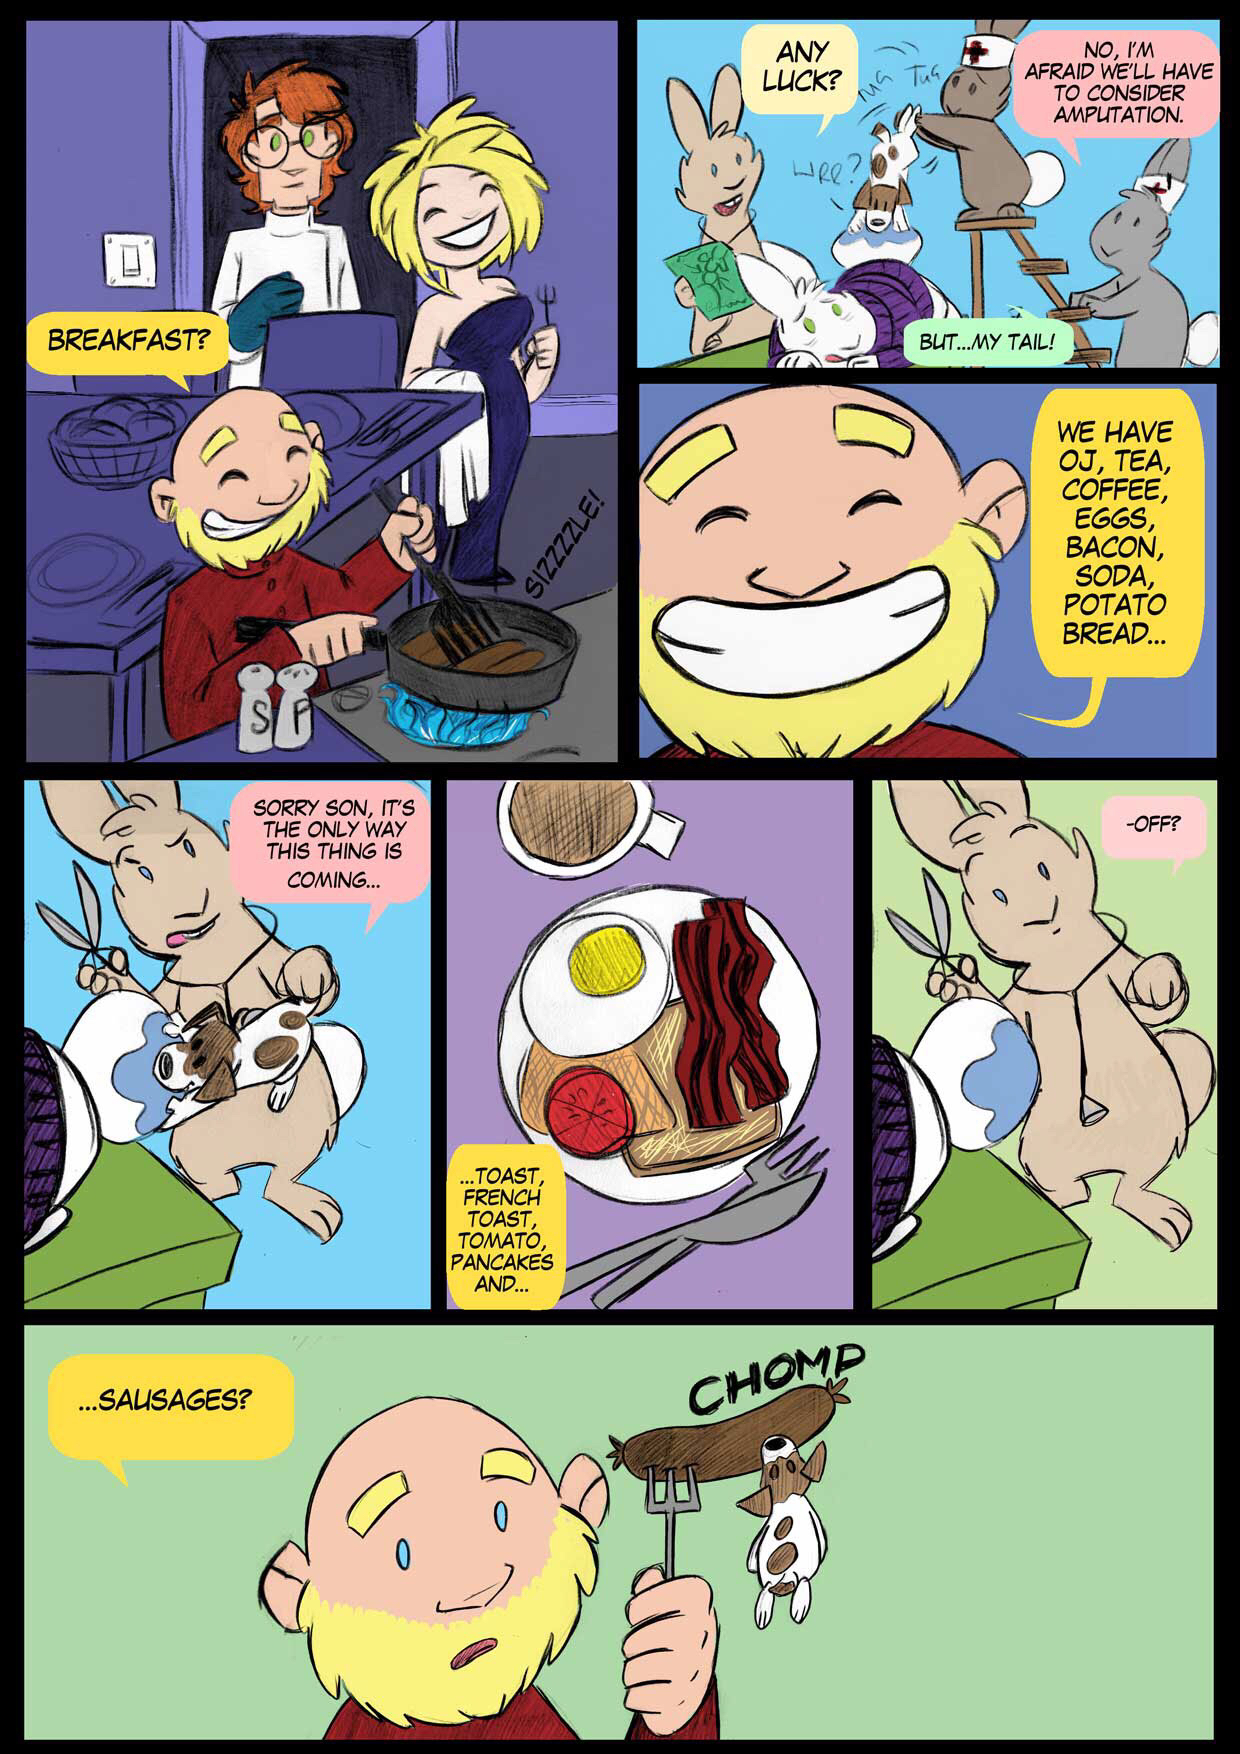 BREAKFAST?
SIZZZZLE!
S P
ANY
LUCK?
NO, I'M
AFRAID WE'LL HAVE
TO CONSIDER
AMPUTATION.
WRR?
BUT...MY TAIL!
WE HAVE
OJ, TEA,
COFFEE,
EGGS,
BACON,
SODA,
POTATO
BREAD...
SORRY SON, IT'S
THE ONLY WAY
THIS THING IS
COMING...
...TOAST,
FRENCH
TOAST,
TOMATO,
PANCAKES
AND...
-OFF?
...SAUSAGES?
CHOMP